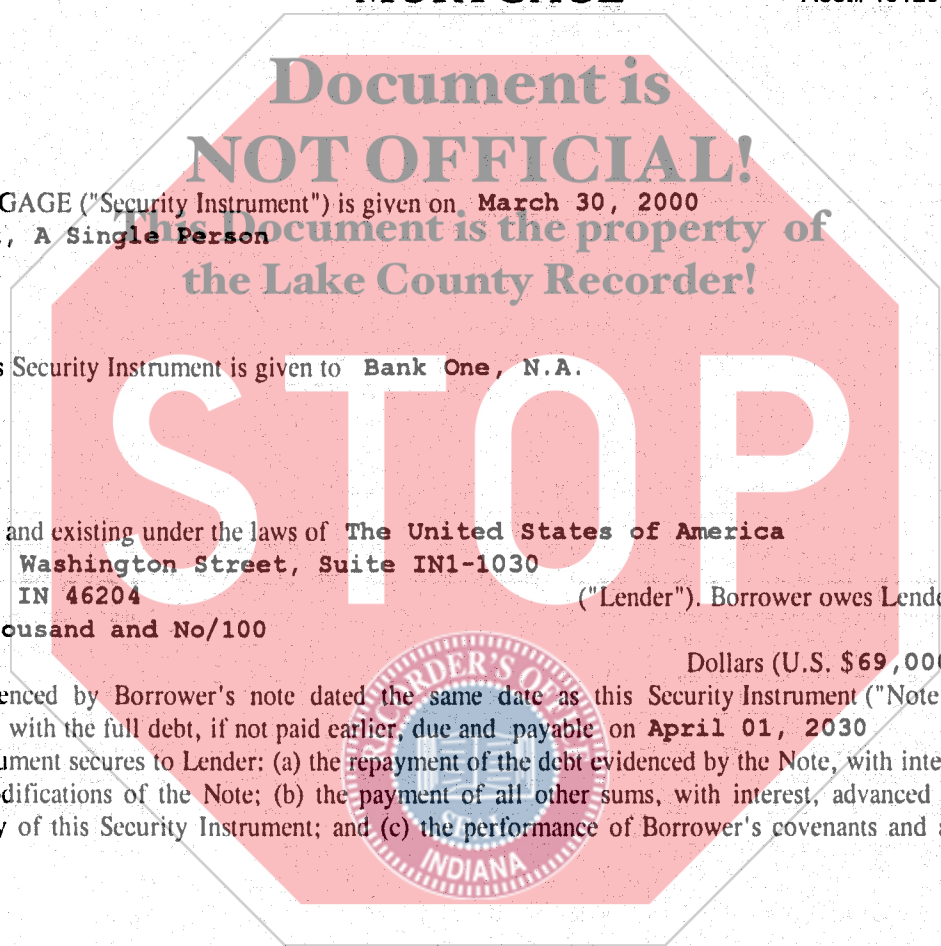 MORTGAGE
Document is
NOT OFFICIAL!
GAGE ("Security Instrument") is given on March 30, 2000
, A Single Person
This Document is the property of
the Lake County Recorder!
s Security Instrument is given to Bank One, N.A.
STOP
and existing under the laws of The United States of America
Washington Street, Suite IN1-1030
IN 46204 ("Lender"). Borrower owes Lende
ousand and No/100
Dollars (U.S. $69,000
enced by Borrower's note dated the same date as this Security Instrument ("Note
with the full debt, if not paid earlier, due and payable on April 01, 2030
ument secures to Lender: (a) the repayment of the debt evidenced by the Note, with inte
difications of the Note; (b) the payment of all other sums, with interest, advanced
y of this Security Instrument; and (c) the performance of Borrower's covenants and a
RECORDER'S OFFICE
SEAL
INDIANA